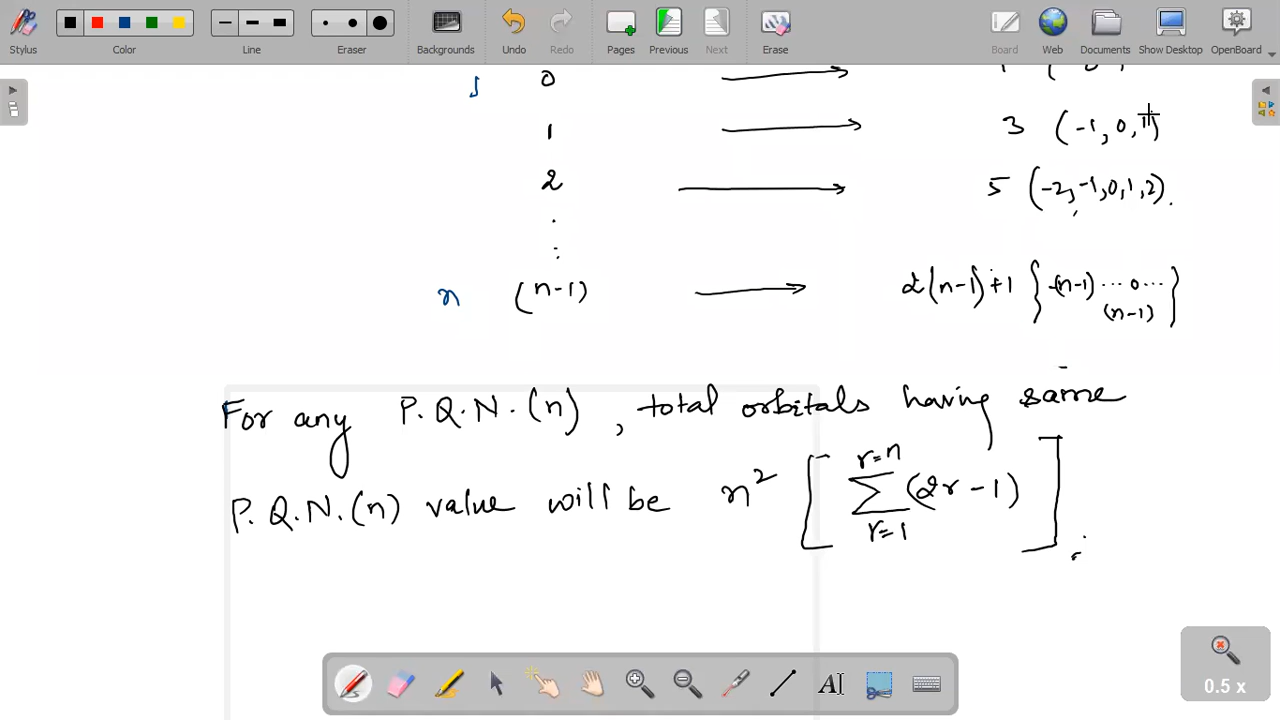 Stylus Color Line Eraser Backgrounds Undo Redo Pages Previous Next Erase Board Web Documents Show Desktop OpenBoard
0
1 3 (-1, 0, 1)
2 5 (-2, -1, 0, 1, 2).
n (n-1) 2(n-1)+1 {-(n-1) ... 0 ...
(n-1)}
For any P.Q.N.(n), total orbitals having same
P.Q.N.(n) value will be n² [ ∑ r=1 r=n (2r-1) ].
0.5 x